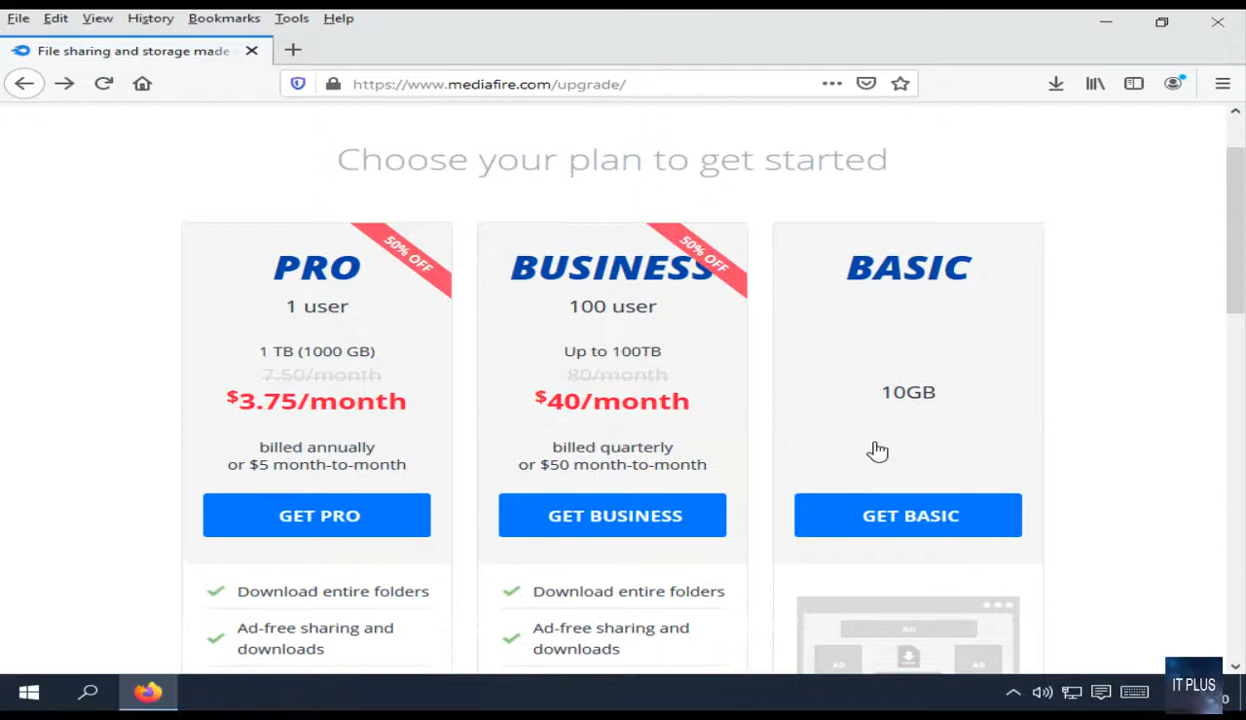 File Edit View History Bookmarks Tools Help
File sharing and storage made
https://www.mediafire.com/upgrade/
Choose your plan to get started
50% OFF
PRO
1 user
1 TB (1000 GB)
7.50/month
$3.75/month
billed annually
or $5 month-to-month
GET PRO
Download entire folders
Ad-free sharing and
downloads
50% OFF
BUSINESS
100 user
Up to 100TB
80/month
$40/month
billed quarterly
or $50 month-to-month
GET BUSINESS
Download entire folders
Ad-free sharing and
downloads
BASIC
10GB
GET BASIC
Ad
AD
AD
IT PLUS